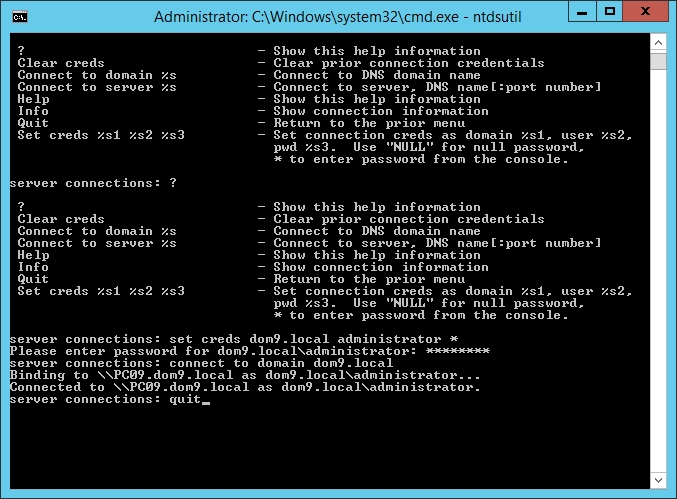 Administrator: C:\Windows\system32\cmd.exe - ntdsutil
? - Show this help information
Clear creds - Clear prior connection credentials
Connect to domain %s - Connect to DNS domain name
Connect to server %s - Connect to server, DNS name[:port number]
Help - Show this help information
Info - Show connection information
Quit - Return to the prior menu
Set creds %s1 %s2 %s3 - Set connection creds as domain %s1, user %s2,
pwd %s3. Use "NULL" for null password,
* to enter password from the console.
server connections: ?
? - Show this help information
Clear creds - Clear prior connection credentials
Connect to domain %s - Connect to DNS domain name
Connect to server %s - Connect to server, DNS name[:port number]
Help - Show this help information
Info - Show connection information
Quit - Return to the prior menu
Set creds %s1 %s2 %s3 - Set connection creds as domain %s1, user %s2,
pwd %s3. Use "NULL" for null password,
* to enter password from the console.
server connections: set creds dom9.local administrator *
Please enter password for dom9.local\administrator: ********
server connections: connect to domain dom9.local
Binding to \\PC09.dom9.local as dom9.local\administrator...
Connected to \\PC09.dom9.local as dom9.local\administrator.
server connections: quit_